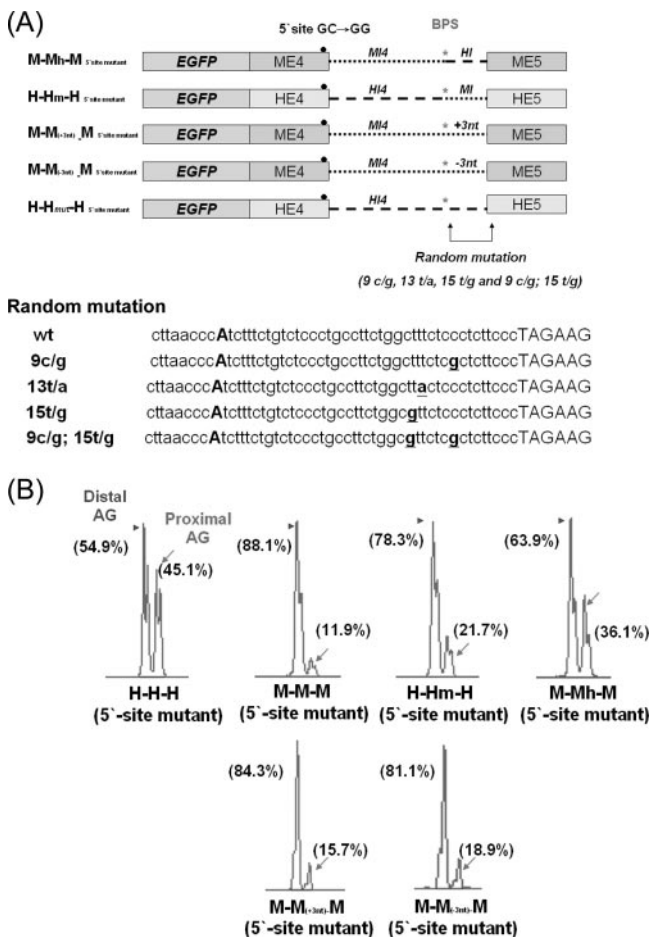 (A)
5`site GC→GG
BPS
M-Mh-M 5`site mutant EGFP ME4 MI4 * HI ME5
H-Hm-H 5`site mutant EGFP HE4 HI4 * MI HE5
M-M(+3nt)-M 5`site mutant EGFP ME4 MI4 * +3nt ME5
M-M(-3nt)-M 5`site mutant EGFP ME4 MI4 * -3nt ME5
H-Hmut-H 5`site mutant EGFP HE4 HI4 * HE5
Random mutation
(9 c/g, 13 t/a, 15 t/g and 9 c/g; 15 t/g)
Random mutation
wt cttaacccAtctttctgtctccctgccttctggctttctccctcttcccTAGAAG
9c/g cttaacccAtctttctgtctccctgccttctggctttctcgctcttcccTAGAAG
13t/a cttaacccAtctttctgtctccctgccttctggcttactccctcttcccTAGAAG
15t/g cttaacccAtctttctgtctccctgccttctggcgttctccctcttcccTAGAAG
9c/g; 15t/g cttaacccAtctttctgtctccctgccttctggcgttctcgctcttcccTAGAAG
(B)
Distal AG
Proximal AG
(54.9%) (45.1%)
H-H-H
(5`-site mutant)
(88.1%) (11.9%)
M-M-M
(5`-site mutant)
(78.3%) (21.7%)
H-Hm-H
(5`-site mutant)
(63.9%) (36.1%)
M-Mh-M
(5`-site mutant)
(84.3%) (15.7%)
M-M(+3nt)-M
(5`-site mutant)
(81.1%) (18.9%)
M-M(-3nt)-M
(5`-site mutant)